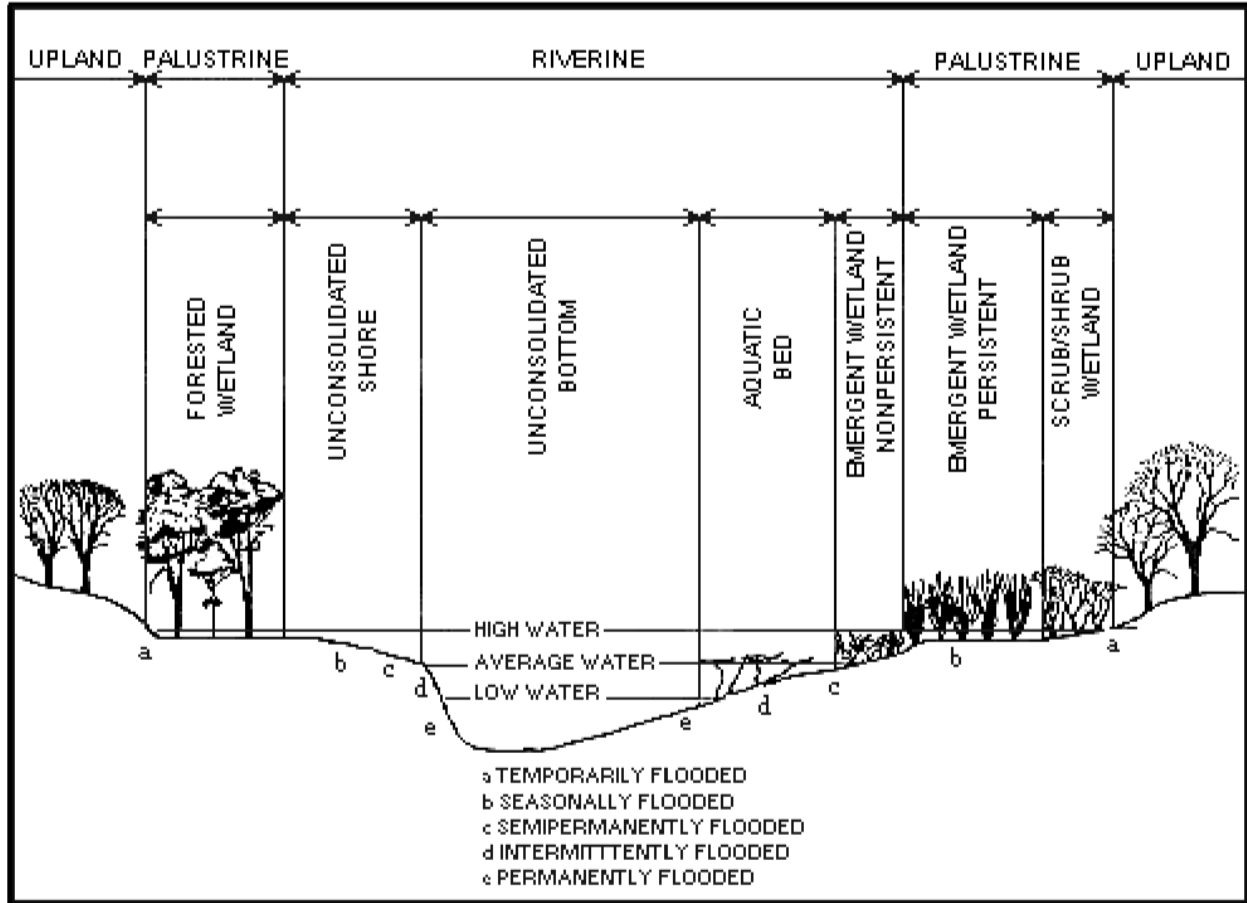 UPLAND PALUSTRINE RIVERINE PALUSTRINE UPLAND
FORESTED
WETLAND
UNCONSOLIDATED
SHORE
UNCONSOLIDATED
BOTTOM
AQUATIC
BED
EMERGENT WETLAND
NONPERSISTENT
EMERGENT WETLAND
PERSISTENT
SCRUB/SHRUB
WETLAND
HIGH WATER
AVERAGE WATER
LOW WATER
a
b
c
d
e
e
d
c
b
a
a TEMPORARILY FLOODED
b SEASONALLY FLOODED
c SEMIPERMANENTLY FLOODED
d INTERMITTTENTLY FLOODED
e PERMANENTLY FLOODED